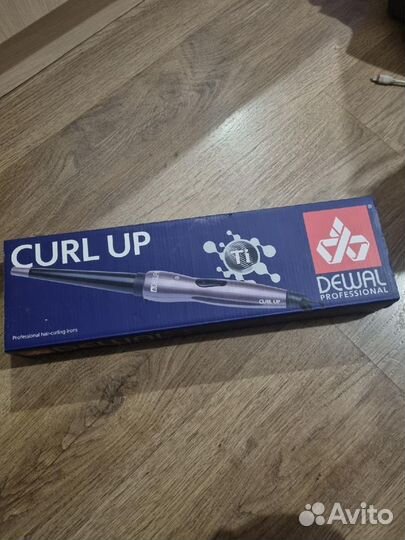 CURL UP
Ti
DEWAL
PROFESSIONAL
CURL UP
Professional hair-curling irons
Avito